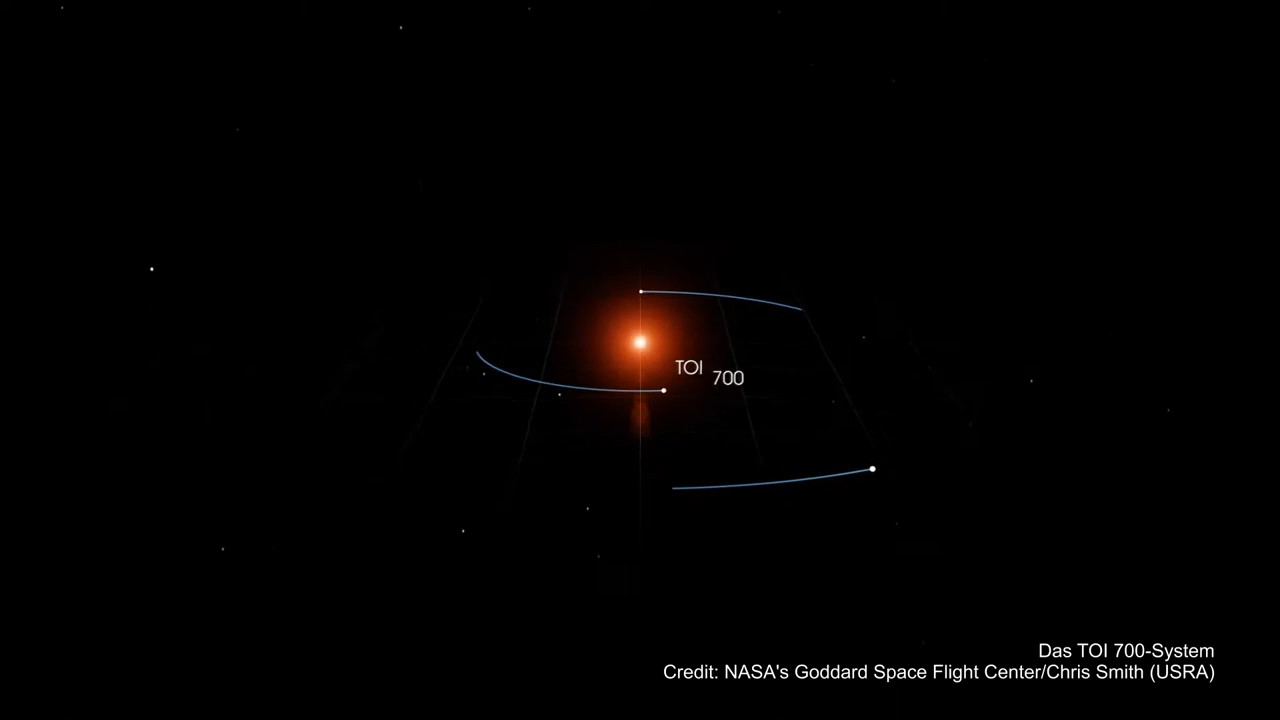 TOI 700
Das TOI 700-System
Credit: NASA's Goddard Space Flight Center/Chris Smith (USRA)